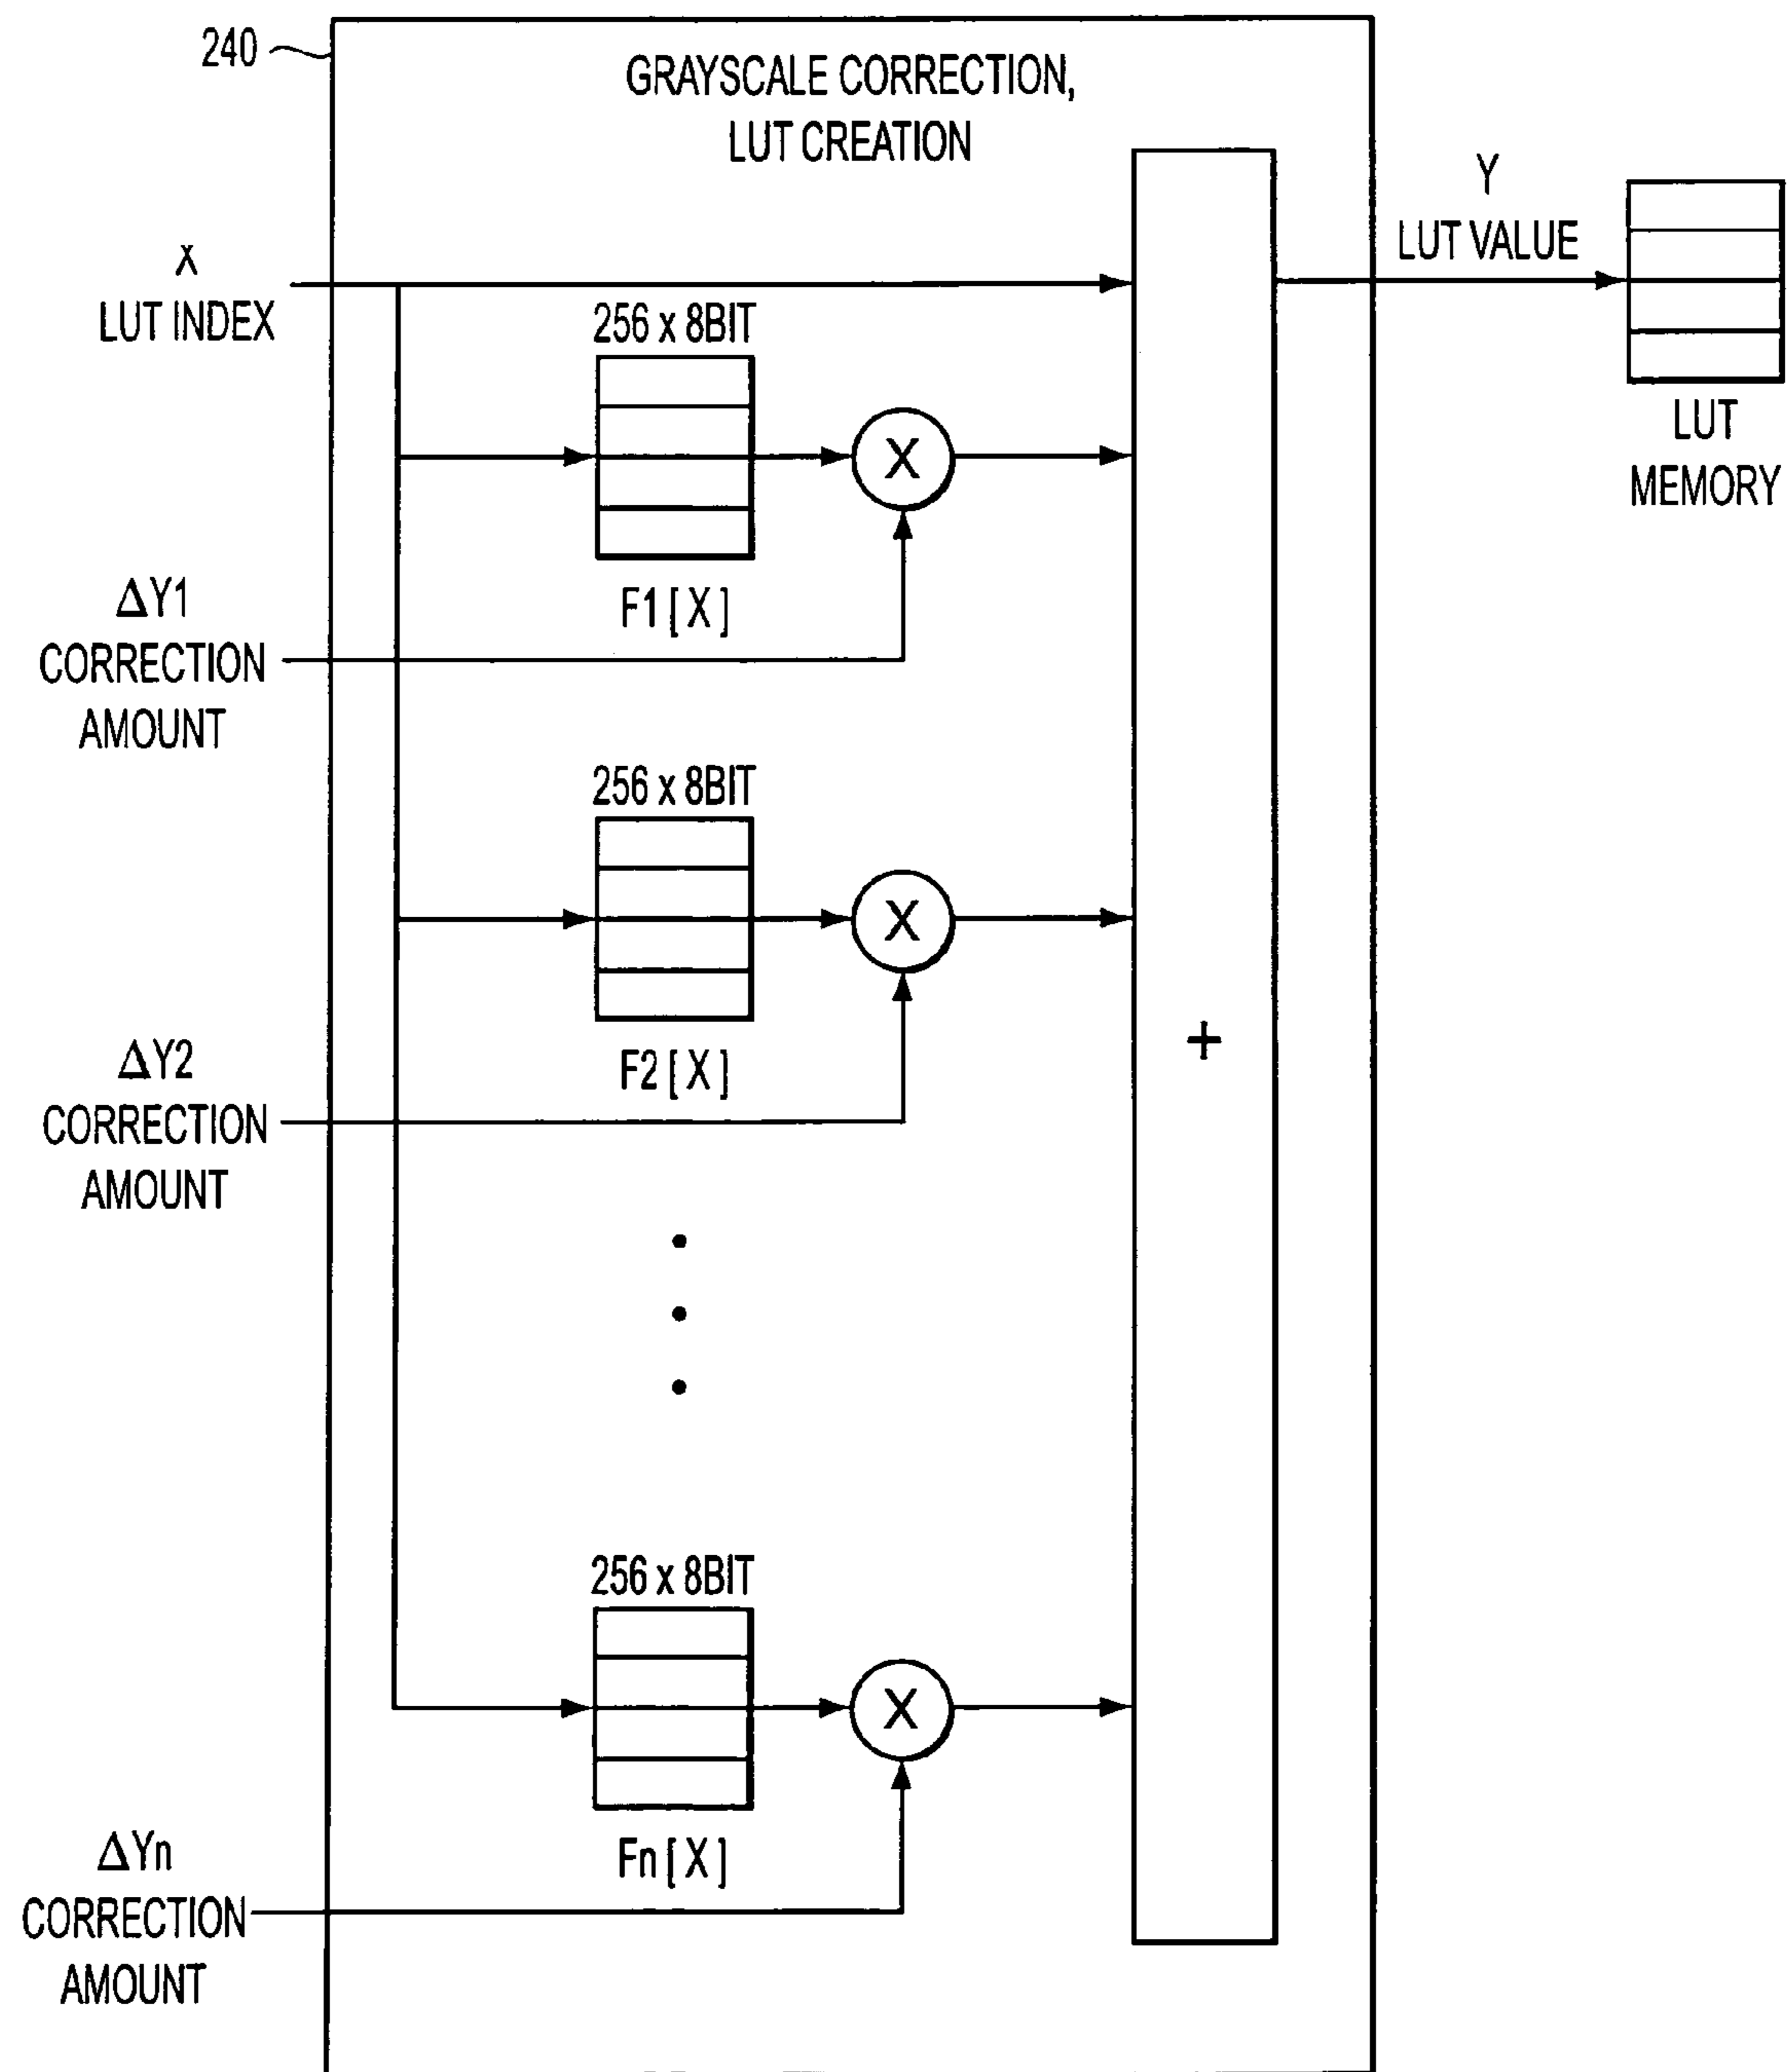 240
GRAYSCALE CORRECTION,
LUT CREATION
X
LUT INDEX
Y
LUT VALUE
LUT
MEMORY
256 x 8BIT
X
F1 [ X ]
ΔY1
CORRECTION
AMOUNT
256 x 8BIT
X
F2 [ X ]
ΔY2
CORRECTION
AMOUNT
+
256 x 8BIT
X
Fn [ X ]
ΔYn
CORRECTION
AMOUNT